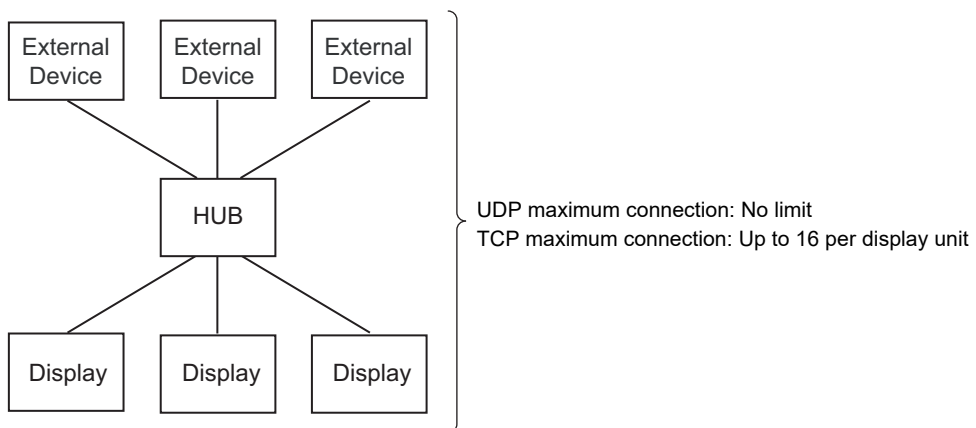 External
Device
External
Device
External
Device
HUB
UDP maximum connection: No limit
TCP maximum connection: Up to 16 per display unit
Display
Display
Display